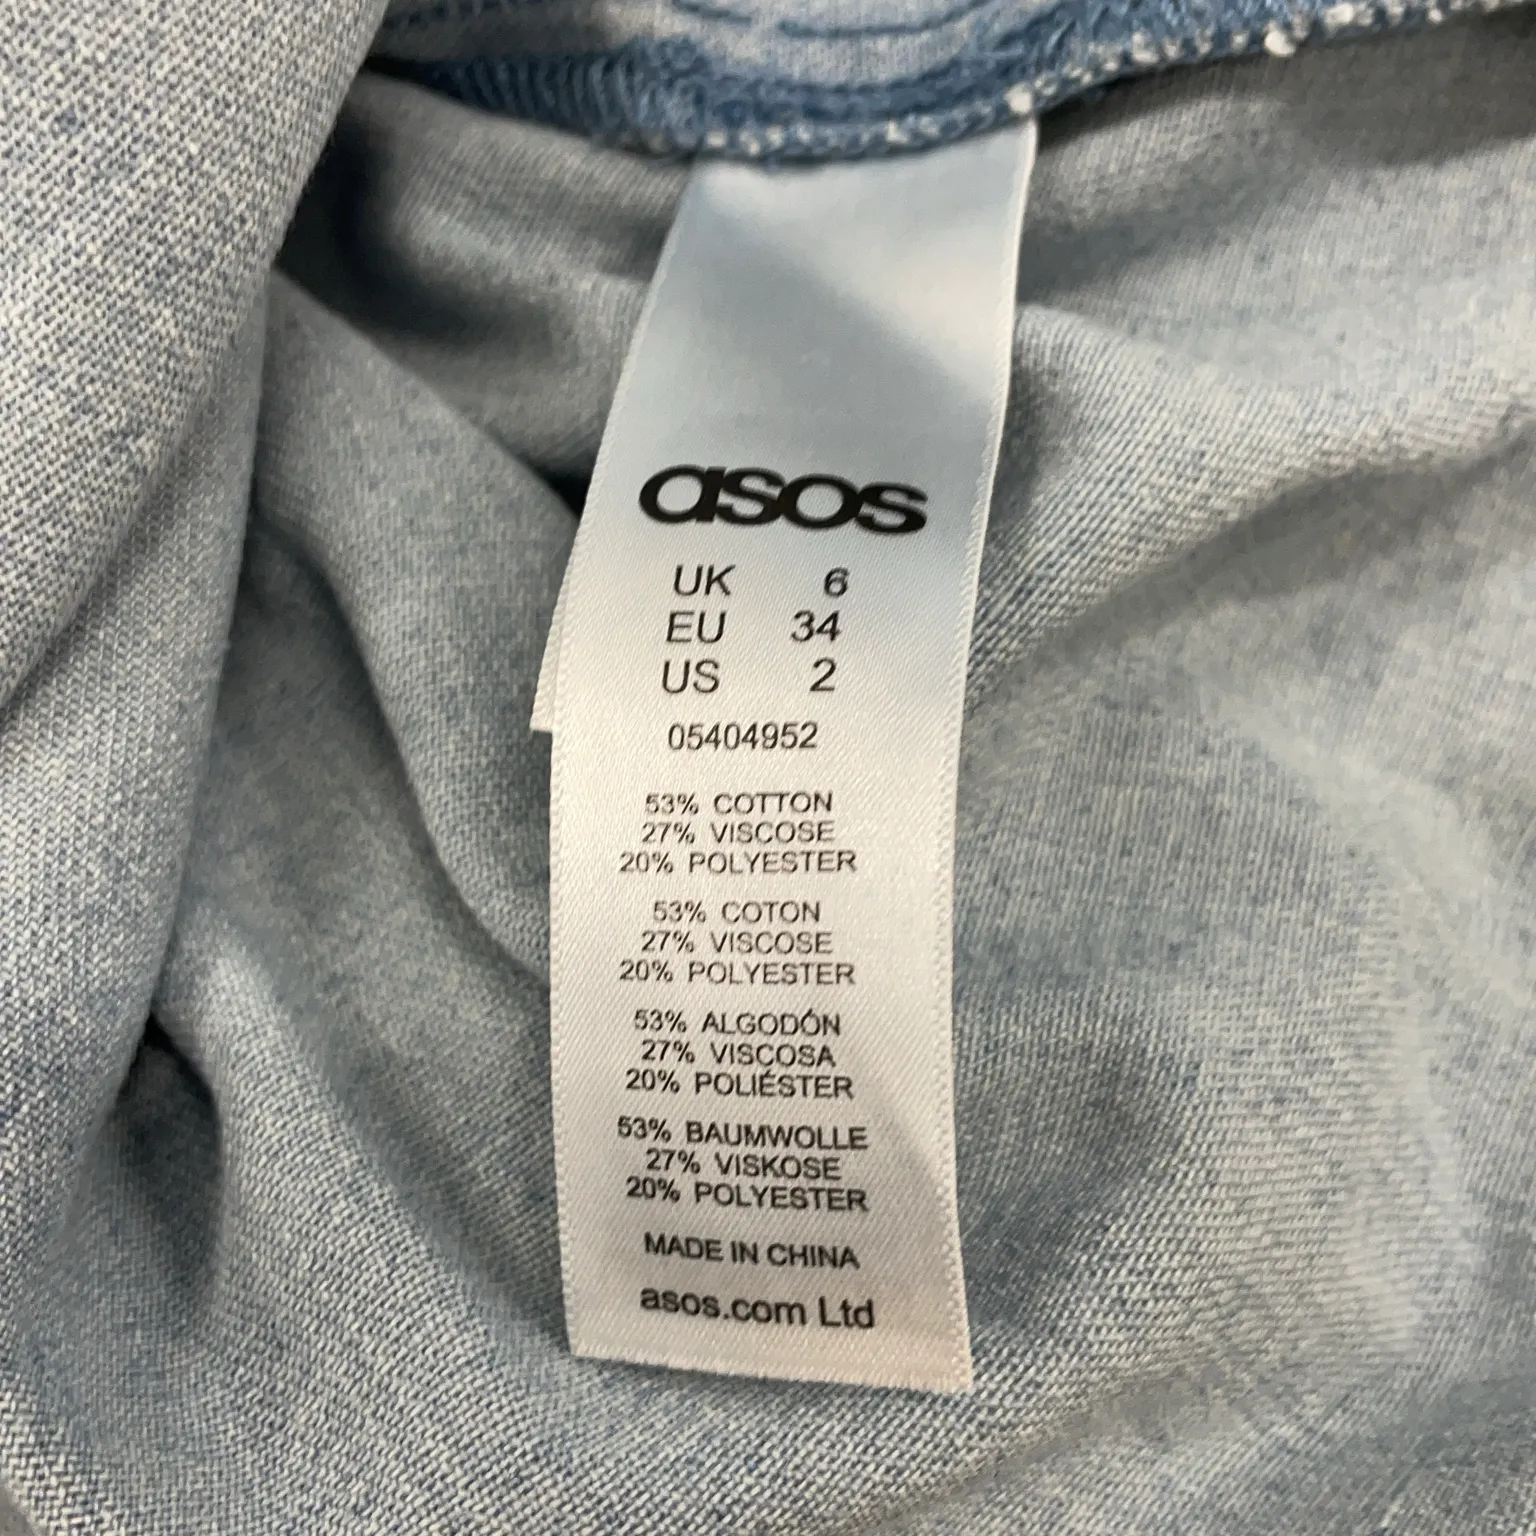 asos
UK 6
EU 34
US 2
05404952
53% COTTON
27% VISCOSE
20% POLYESTER
53% COTON
27% VISCOSE
20% POLYESTER
53% ALGODÓN
27% VISCOSA
20% POLIÉSTER
53% BAUMWOLLE
27% VISKOSE
20% POLYESTER
MADE IN CHINA
asos.com Ltd